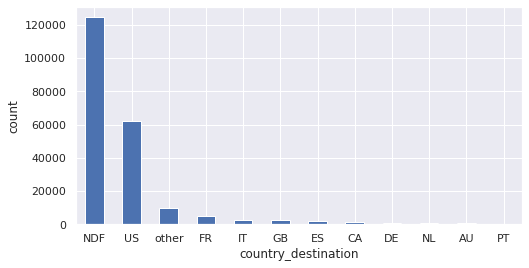 120000
100000
80000
60000
40000
20000
0
count
NDF US other FR IT GB ES CA DE NL AU PT
country_destination